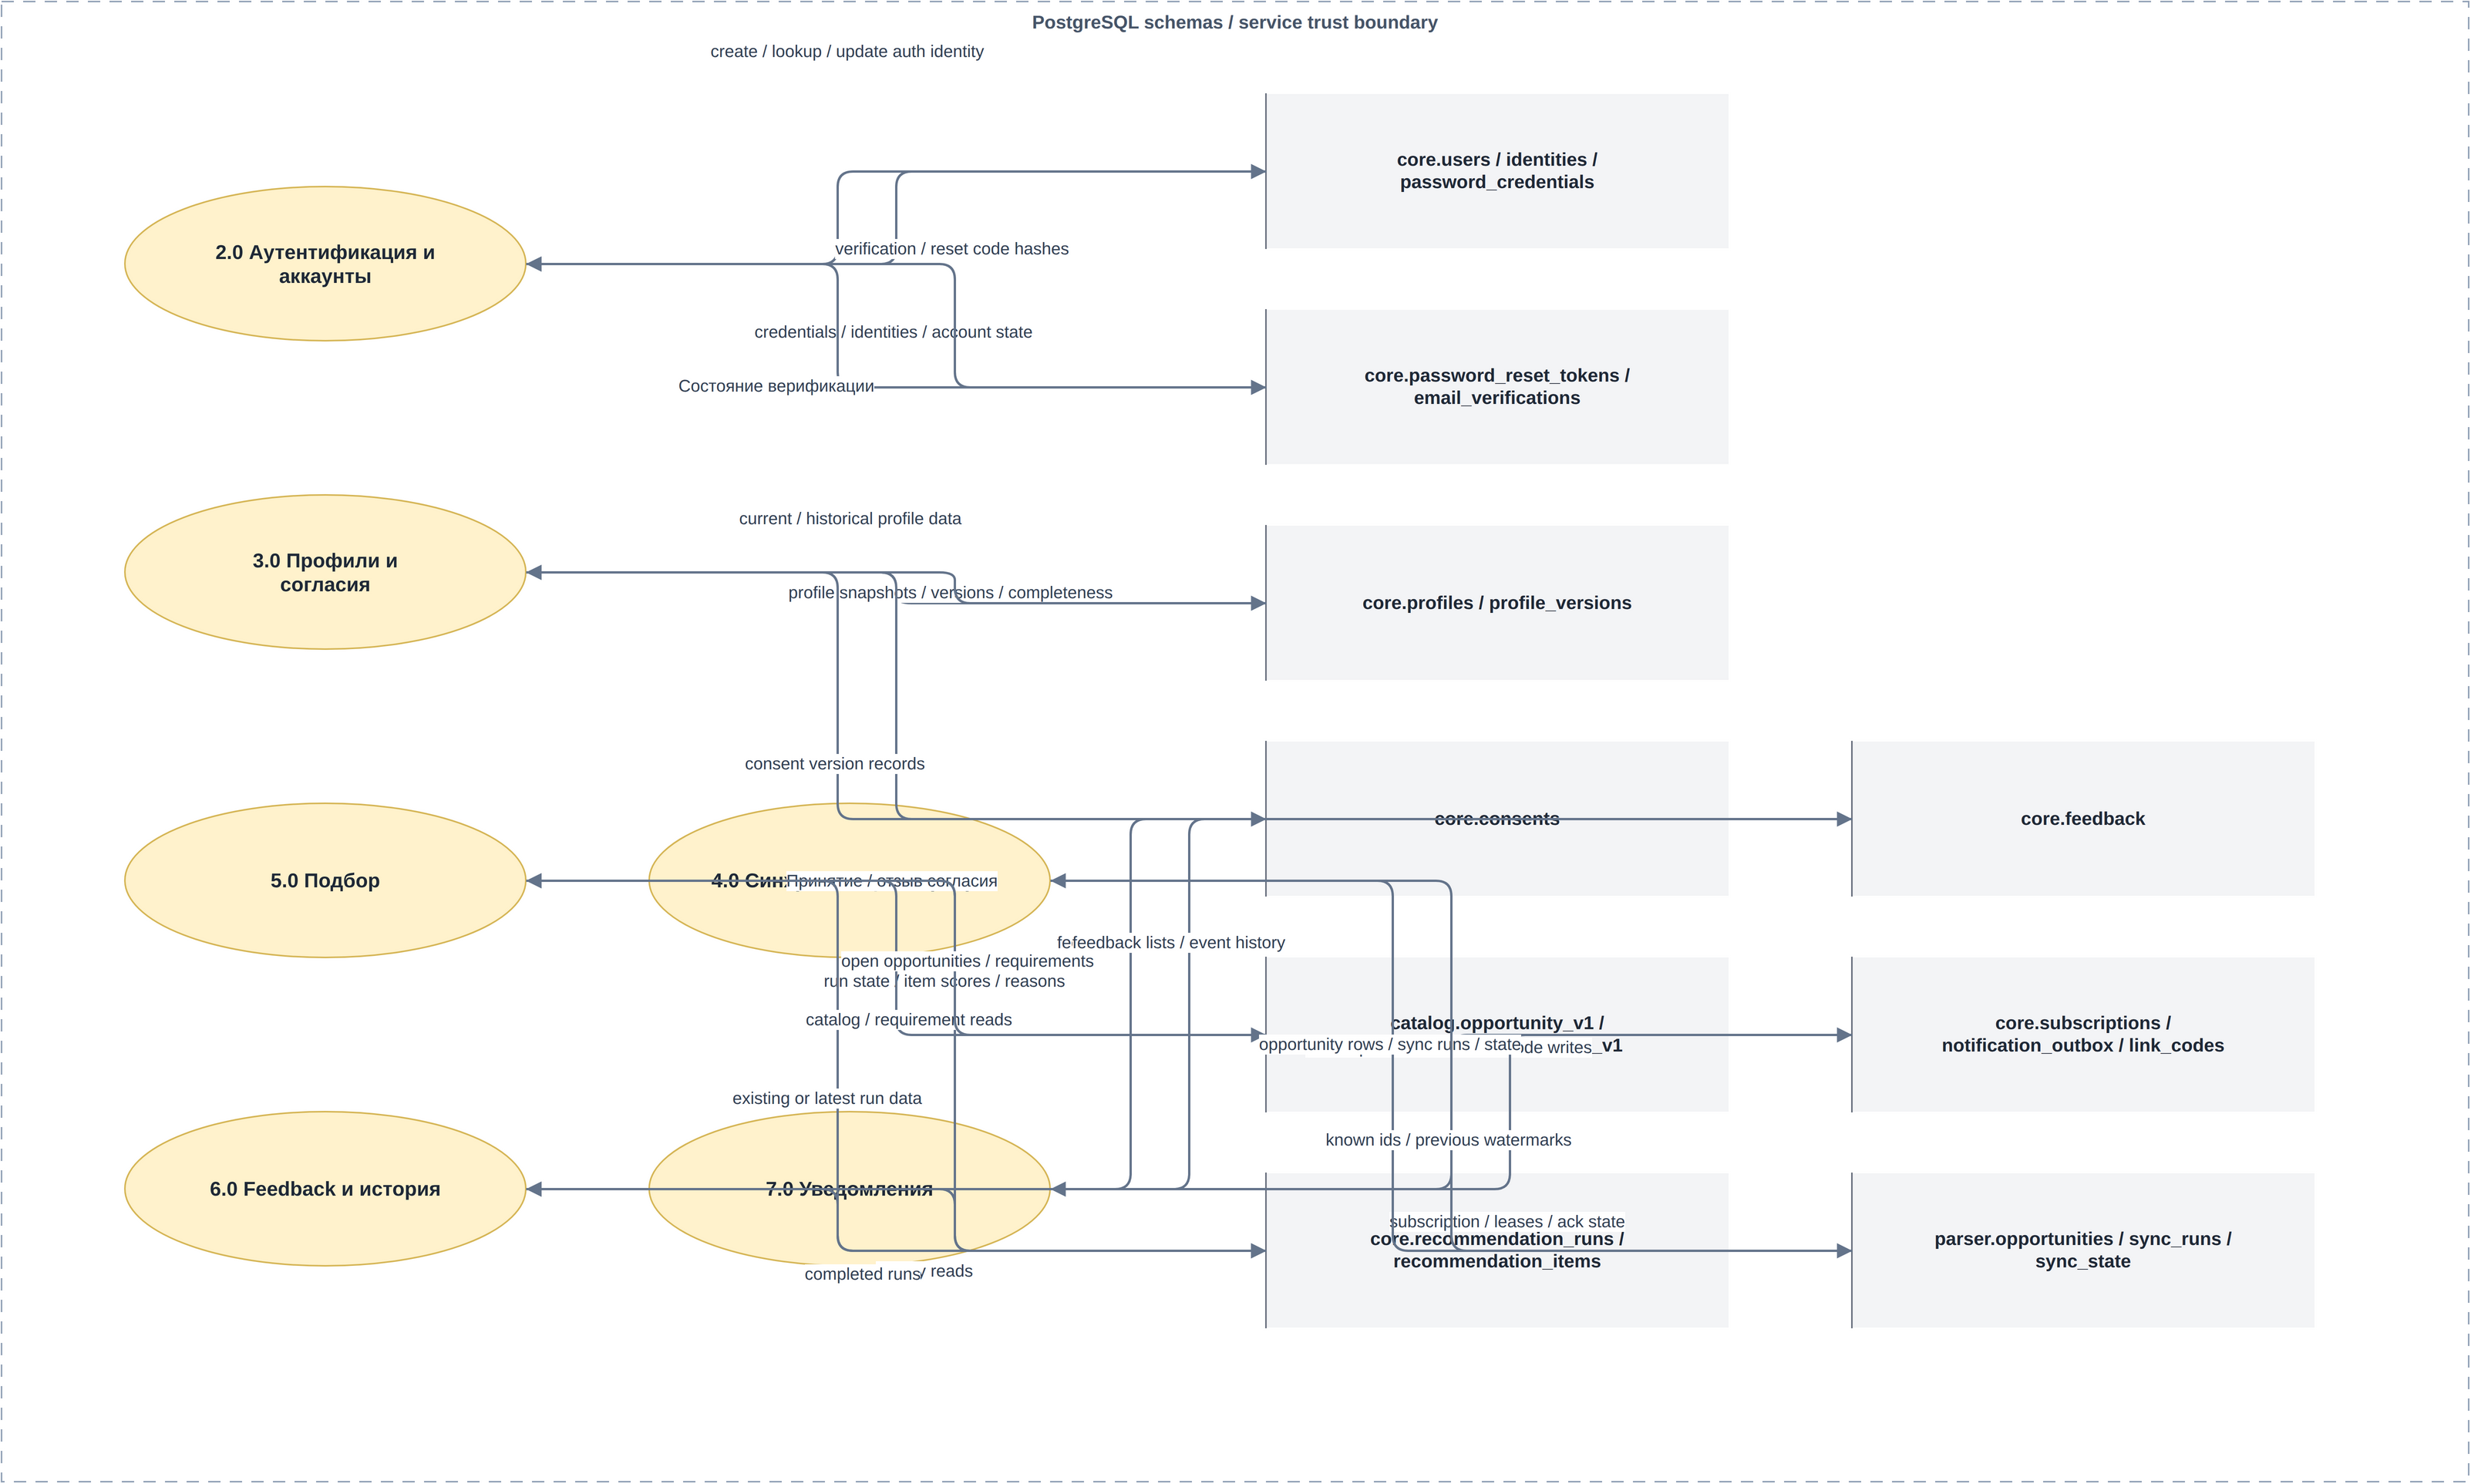 PostgreSQL schemas / service trust boundary
create / lookup / update auth identity
core.users / identities /
password_credentials
2.0 Аутентификация и
аккаунты
verification / reset code hashes
credentials / identities / account state
Состояние верификации
core.password_reset_tokens /
email_verifications
current / historical profile data
3.0 Профили и
согласия
profile snapshots / versions / completeness
core.profiles / profile_versions
consent version records
core.consents
core.feedback
5.0 Подбор
4.0
Принятие / отзыв согласия
feedback lists / event history
open opportunities / requirements
run state / item scores / reasons
catalog / requirement reads
catalog.opportunity_v1 /
opportunity rows / sync runs / state
writes
core.subscriptions /
notification_outbox / link_codes
existing or latest run data
known ids / previous watermarks
6.0 Feedback и история
7.0 Уведомления
subscription / leases / ack state
core.recommendation_runs /
recommendation_items
parser.opportunities / sync_runs /
sync_state
completed runs
reads